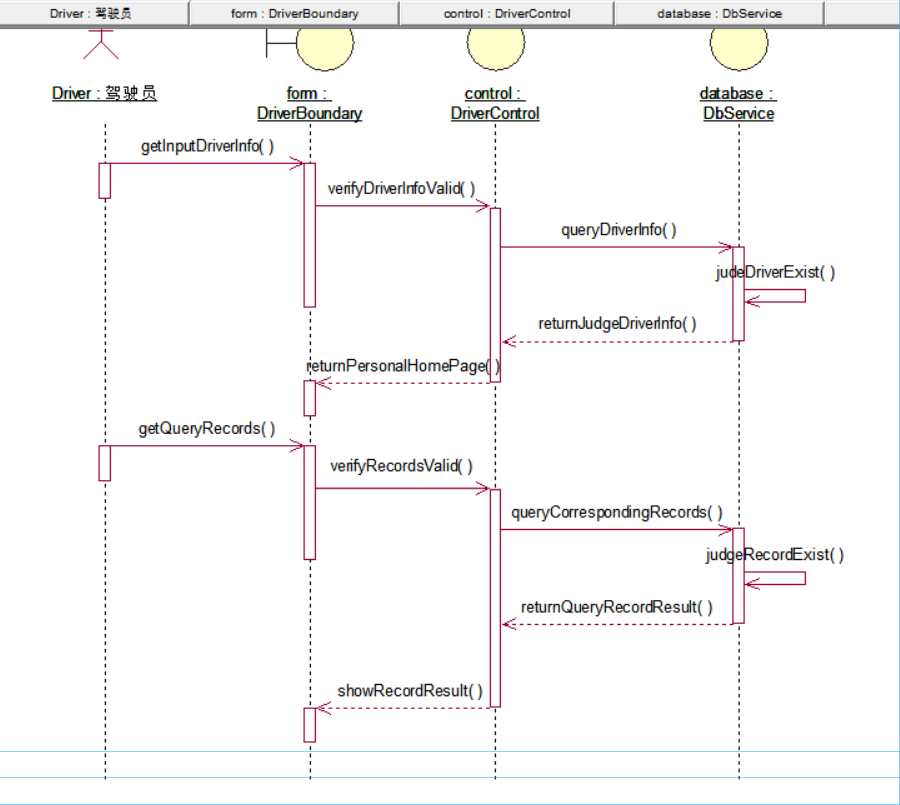 Driver : 驾驶员
form : DriverBoundary
control : DriverControl
database : DbService
Driver : 驾驶员
form :
DriverBoundary
control :
DriverControl
database :
DbService
getInputDriverInfo( )
verifyDriverInfoValid( )
queryDriverInfo( )
judeDriverExist( )
returnJudgeDriverInfo( )
returnPersonalHomePage( )
getQueryRecords( )
verifyRecordsValid( )
queryCorrespondingRecords( )
judgeRecordExist( )
returnQueryRecordResult( )
showRecordResult( )